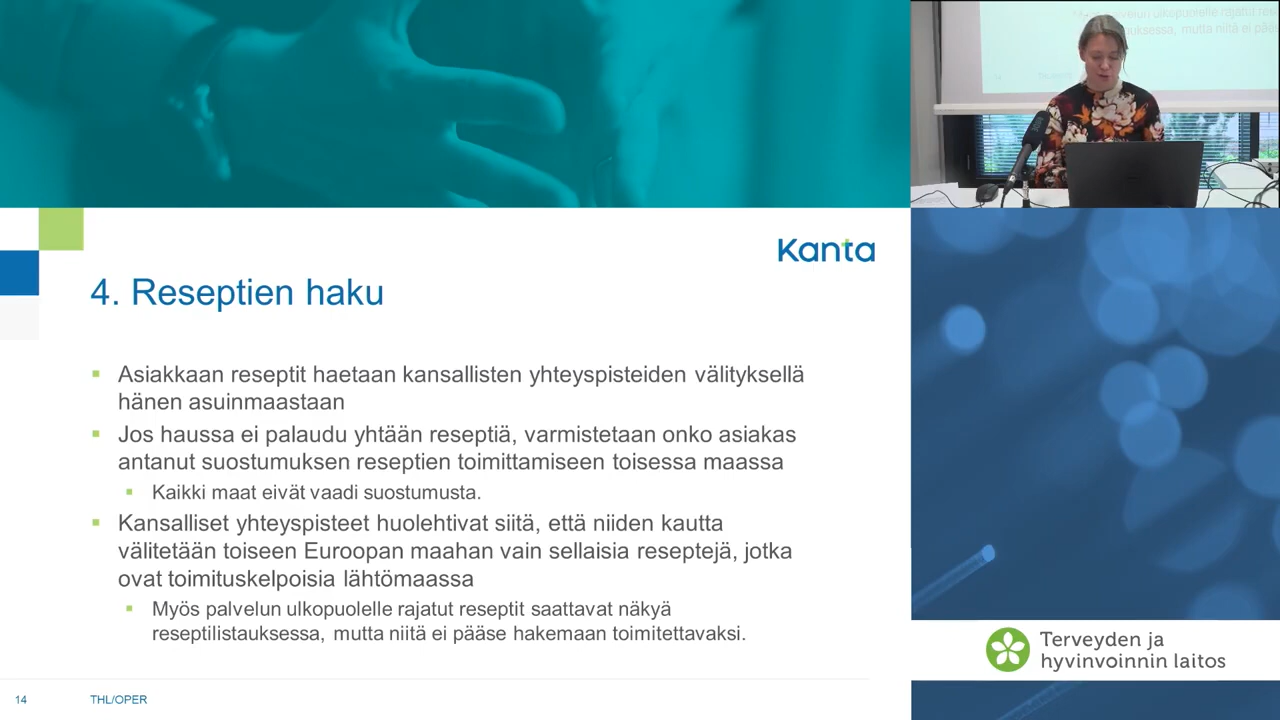 Kanta
4. Reseptien haku
Asiakkaan reseptit haetaan kansallisten yhteyspisteiden välityksellä
hänen asuinmaastaan
Jos haussa ei palaudu yhtään reseptiä, varmistetaan onko asiakas
antanut suostumuksen reseptien toimittamiseen toisessa maassa
Kaikki maat eivät vaadi suostumusta.
Kansalliset yhteyspisteet huolehtivat siitä, että niiden kautta
välitetään toiseen Euroopan maahan vain sellaisia reseptejä, jotka
ovat toimituskelpoisia lähtömaassa
Myös palvelun ulkopuolelle rajatut reseptit saattavat näkyä
reseptilistauksessa, mutta niitä ei pääse hakemaan toimitettavaksi.
14
THL/OPER
Terveyden ja
hyvinvoinnin laitos